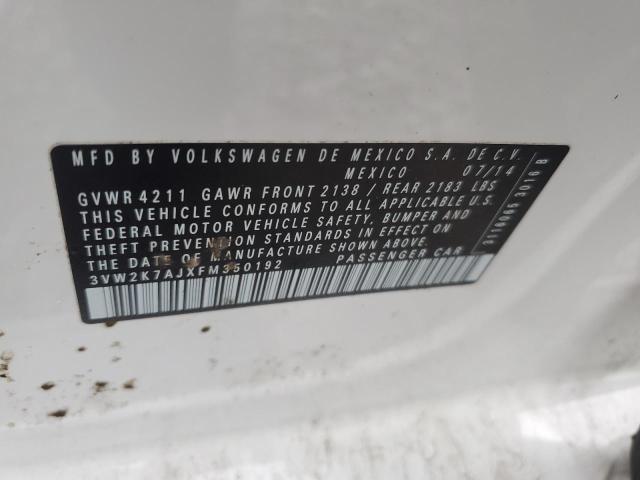 MFD BY VOLKSWAGEN DE MEXICO S.A. DE C.V.
MEXICO 07/14
GVWR 4211 GAWR FRONT 2138 / REAR 2183 LBS
THIS VEHICLE CONFORMS TO ALL APPLICABLE U.S.
FEDERAL MOTOR VEHICLE SAFETY, BUMPER AND
THEFT PREVENTION STANDARDS IN EFFECT ON
THE DATE OF MANUFACTURE SHOWN ABOVE.
3VW2K7AJXFM350192 PASSENGER CAR
3116065 3016 B